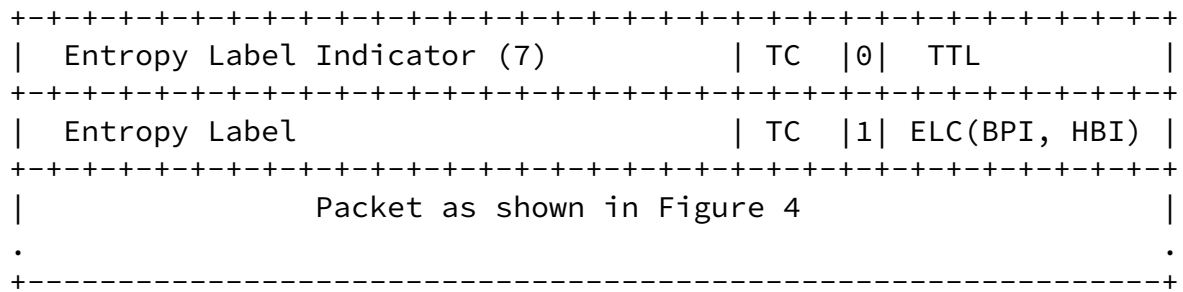 +-+-+-+-+-+-+-+-+-+-+-+-+-+-+-+-+-+-+-+-+-+-+-+-+-+-+-+-+-+-+-+-+
|  Entropy Label Indicator (7)          | TC  |0|  TTL          |
+-+-+-+-+-+-+-+-+-+-+-+-+-+-+-+-+-+-+-+-+-+-+-+-+-+-+-+-+-+-+-+-+
|  Entropy Label                        | TC  |1| ELC(BPI, HBI) |
+-+-+-+-+-+-+-+-+-+-+-+-+-+-+-+-+-+-+-+-+-+-+-+-+-+-+-+-+-+-+-+-+
|                Packet as shown in Figure 4                    |
.                                                               .
+---------------------------------------------------------------+